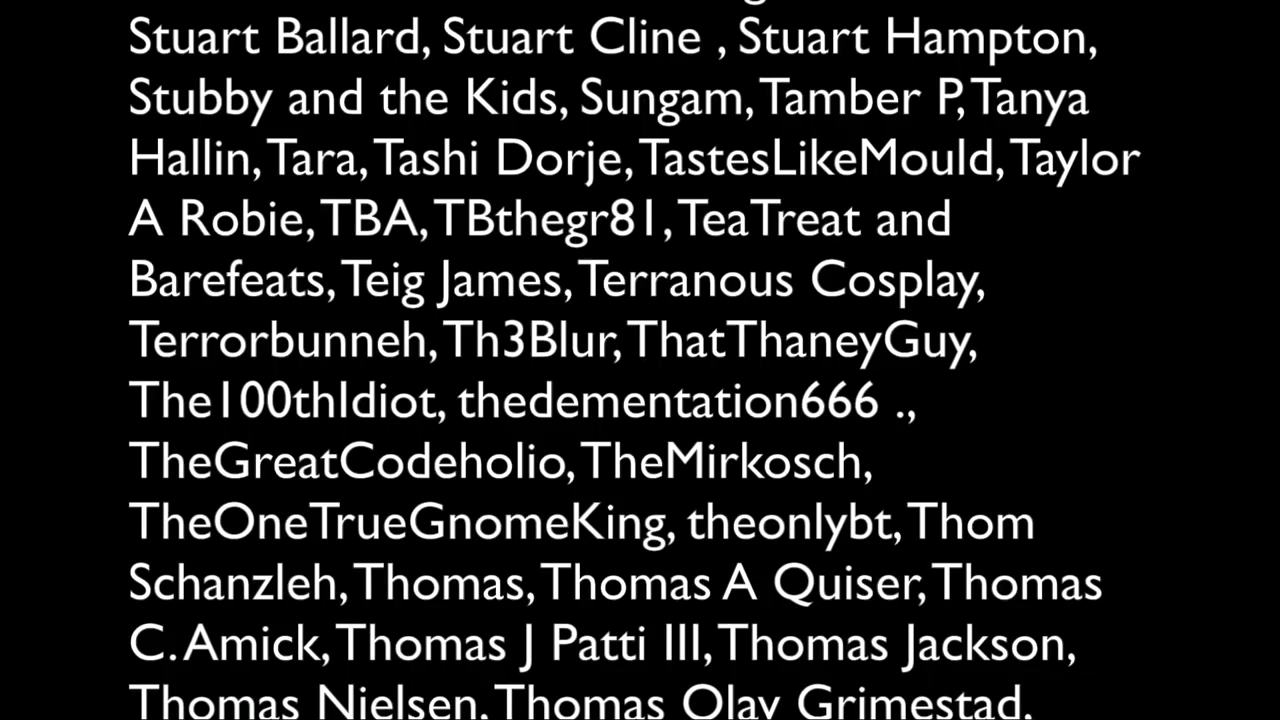 Stuart Ballard, Stuart Cline , Stuart Hampton,
Stubby and the Kids, Sungam, Tamber P, Tanya
Hallin, Tara, Tashi Dorje, TastesLikeMould, Taylor
A Robie, TBA, TBthegr81, TeaTreat and
Barefeats, Teig James, Terranous Cosplay,
Terrorbunneh, Th3Blur, ThatThaneyGuy,
The100thIdiot, thedementation666 .,
TheGreatCodeholio, TheMirkosch,
TheOneTrueGnomeKing, theonlybt, Thom
Schanzleh, Thomas, Thomas A Quiser, Thomas
C. Amick, Thomas J Patti III, Thomas Jackson,
Thomas Nielsen, Thomas Olav Grimestad,